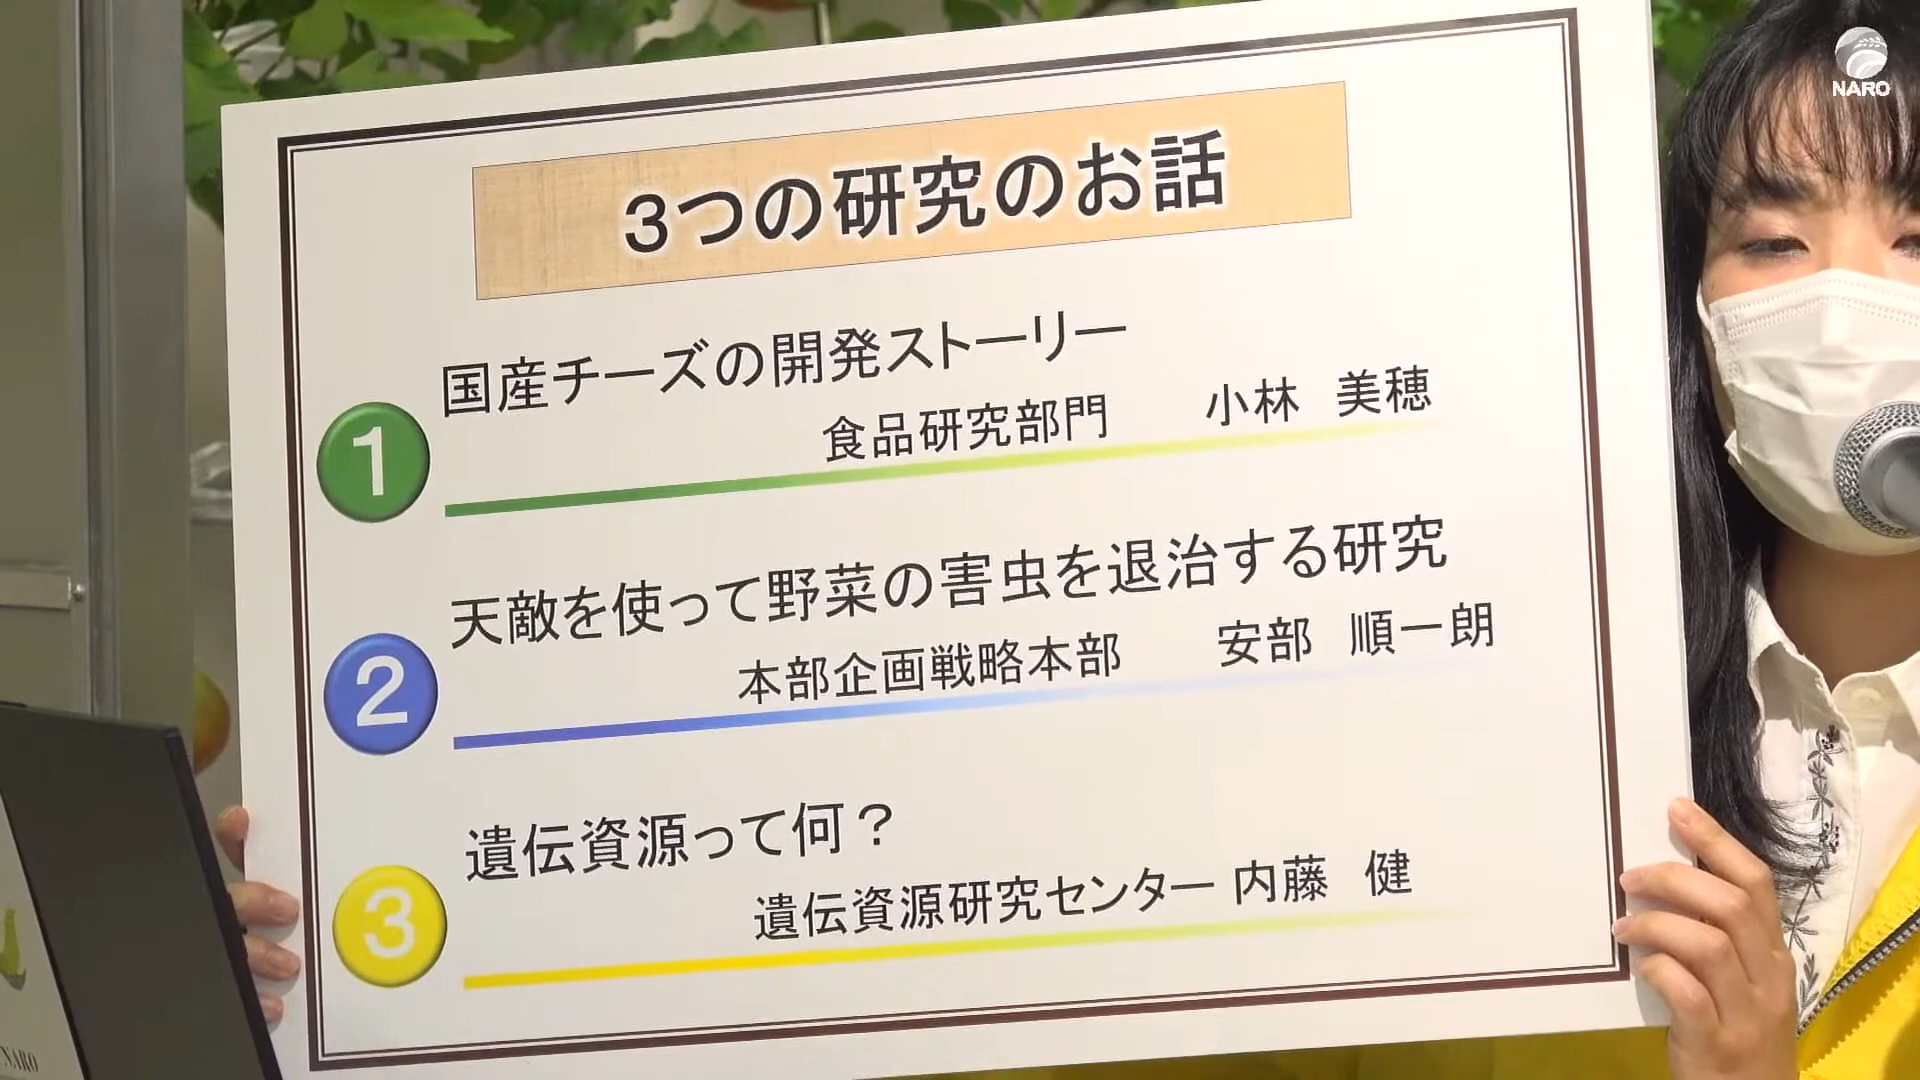 NARO
3つの研究のお話
1
国産チーズの開発ストーリー
食品研究部門 小林 美穂
2
天敵を使って野菜の害虫を退治する研究
本部企画戦略本部 安部 順一朗
3
遺伝資源って何？
遺伝資源研究センター 内藤 健
NARO